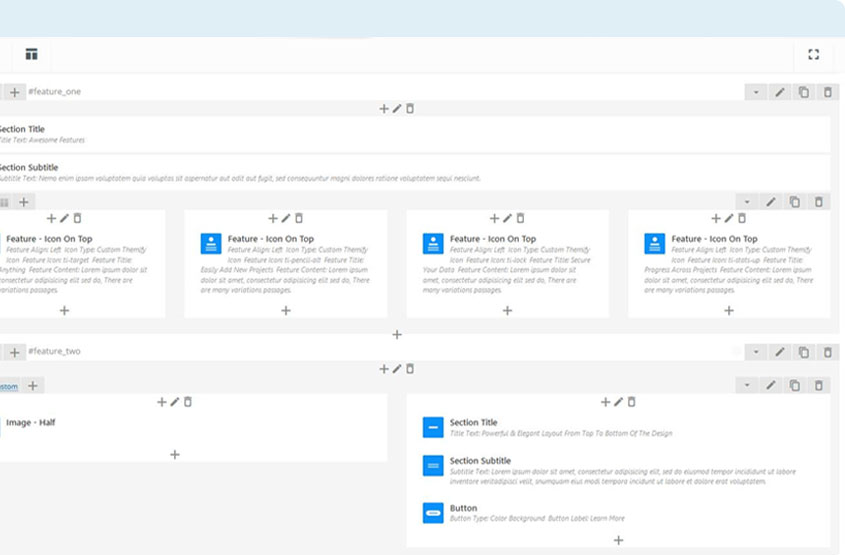 #feature_one
Section Title
Title Text: Awesome Features
Section Subtitle
Subtitle Text: Nemo enim ipsam voluptatem quia voluptas sit aspernatur aut odit aut fugit, sed consequuntur magni dolores ratione voluptatem sequi nesciunt.
Feature - Icon On Top
Feature Align: Left Icon Type: Custom Themify
Icon Feature Icon: ti-target Feature Title:
Anything Feature Content: Lorem ipsum dolor sit
consectetur adipiscing elit sed do, There are
many variations passages.
Feature - Icon On Top
Feature Align: Left Icon Type: Custom Themify
Icon Feature Icon: ti-pencil-alt Feature Title:
Easily Add New Projects Feature Content: Lorem ipsum
dolor sit consectetur adipiscing elit sed do, There
are many variations passages.
Feature - Icon On Top
Feature Align: Left Icon Type: Custom Themify
Icon Feature Icon: ti-lock Feature Title: Secure
Your Data Feature Content: Lorem ipsum dolor sit
consectetur adipiscing elit sed do, There are
many variations passages.
Feature - Icon On Top
Feature Align: Left Icon Type: Custom Themify
Icon Feature Icon: ti-stats-up Feature Title:
Progress Across Projects Feature Content: Lorem ipsum
dolor sit consectetur adipiscing elit sed do, There
are many variations passages.
#feature_two
ustom
Image - Half
Section Title
Title Text: Powerful & Elegant Layout From Top To Bottom Of The Design
Section Subtitle
Subtitle Text: Lorem ipsum dolor sit amet, consectetur adipisicing elit, sed do eiusmod tempor incididunt ut labore
inventore veritadipisci velit, snumquam eius modi tempora incidunt ut labore et dolore erat voluptatem.
Button
Button Type: Color Background Button Label: Learn More